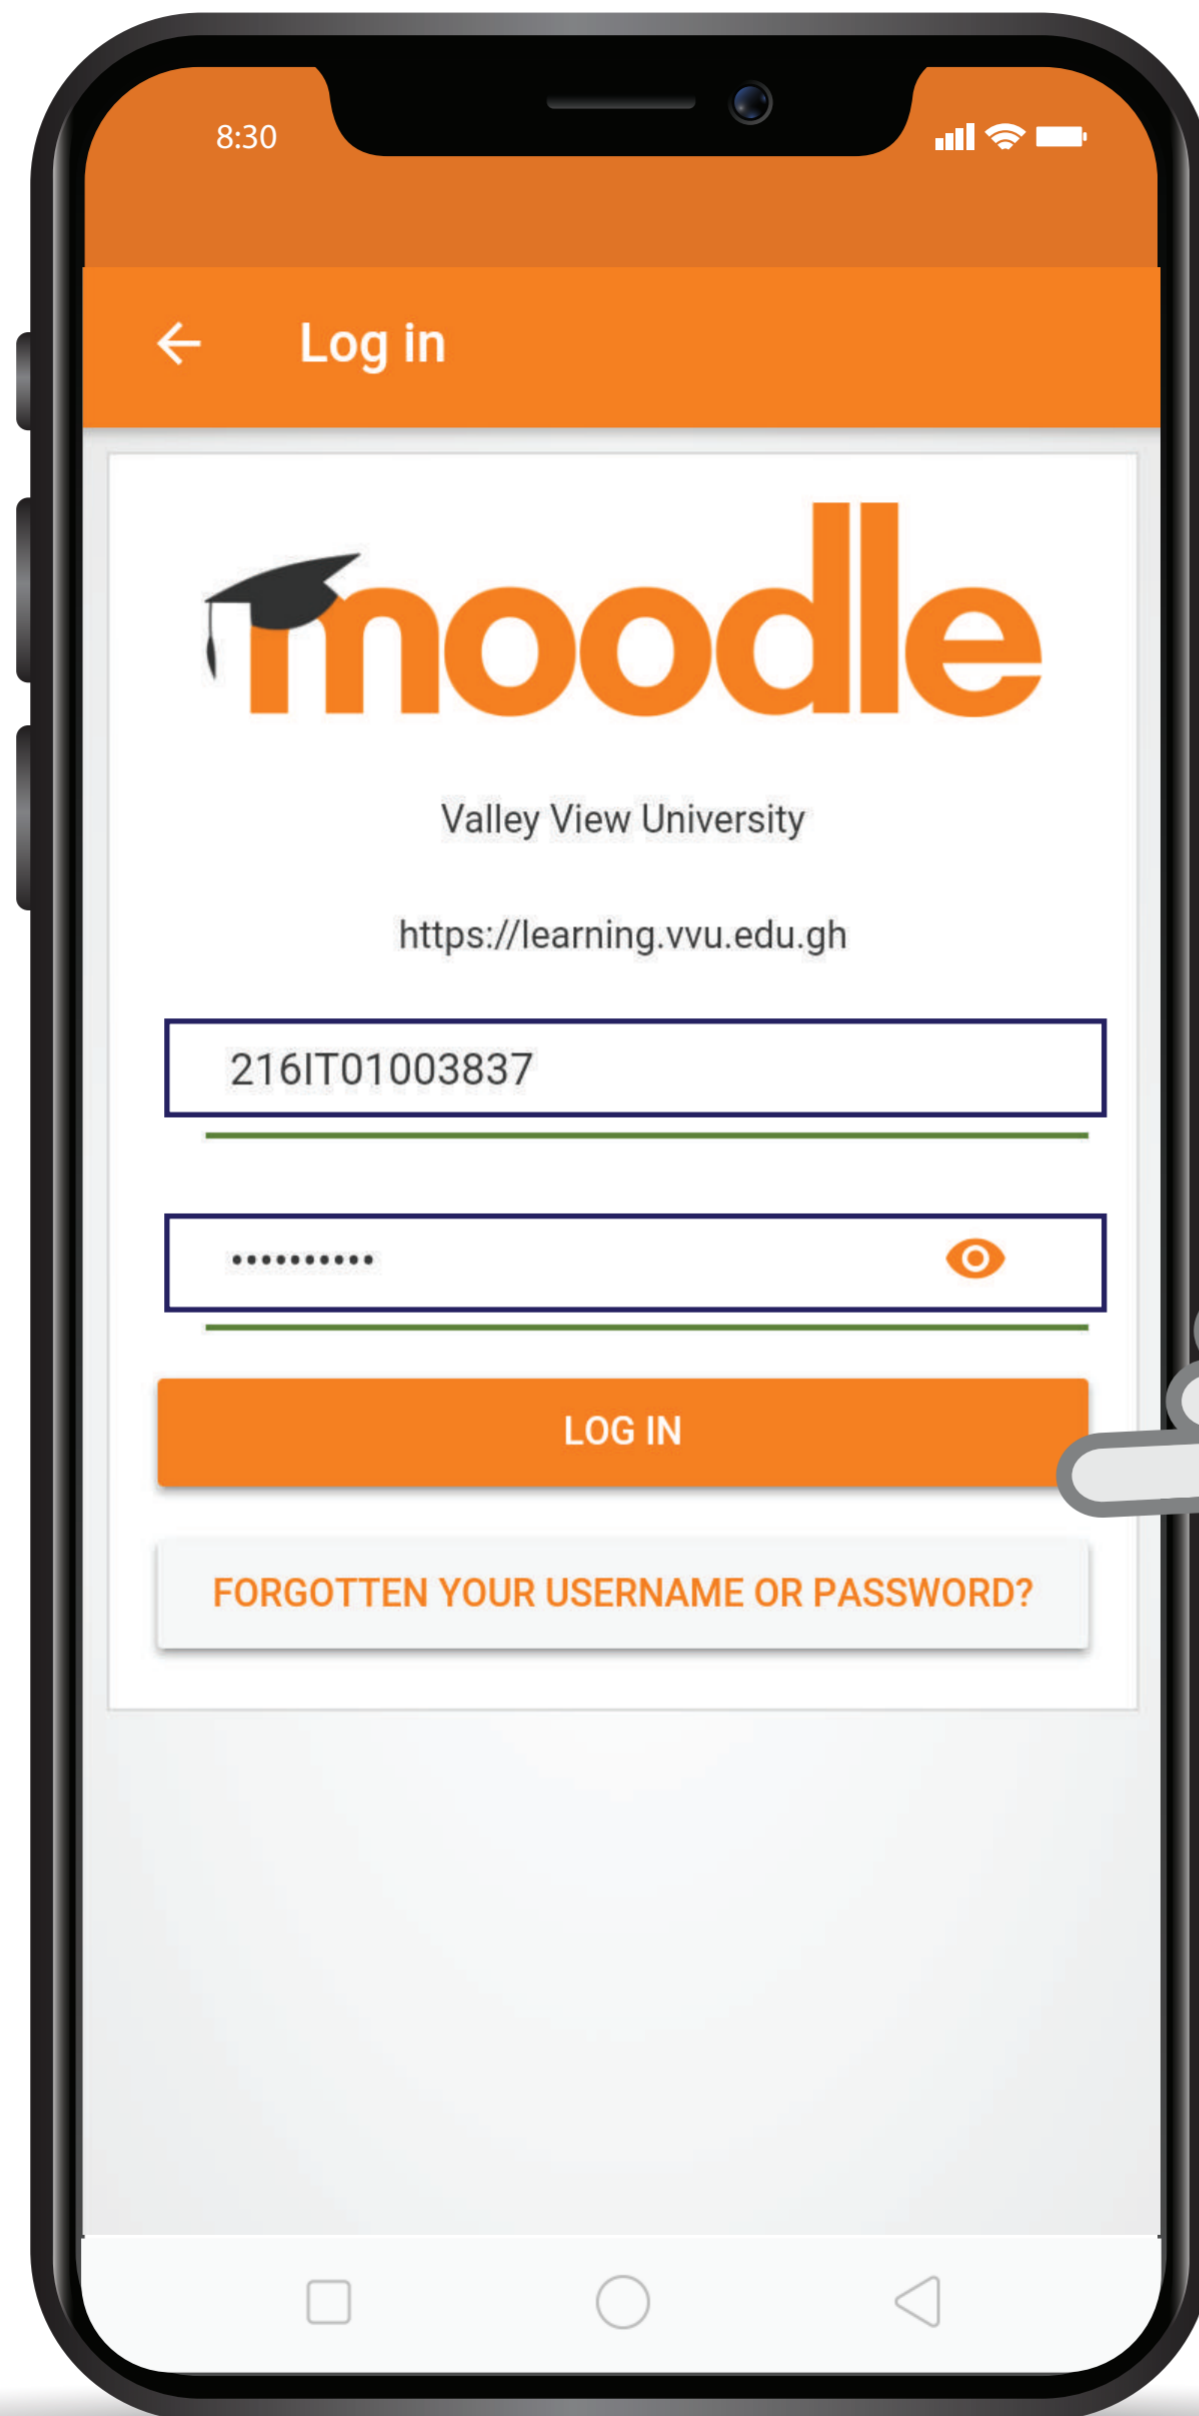 8:30
Log in
moodle
Valley View University
https://learning.vvu.edu.gh
216IT01003837
••••••••••
LOG IN
FORGOTTEN YOUR USERNAME OR PASSWORD?